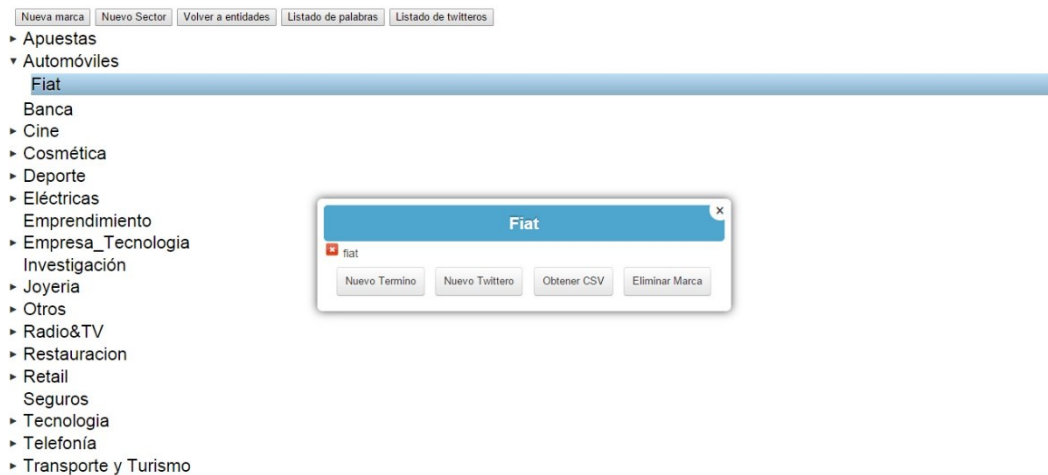 Nueva marca Nuevo Sector Volver a entidades Listado de palabras Listado de twitteros
Apuestas
Automóviles
Fiat
Banca
Cine
Cosmética
Deporte
Eléctricas
Emprendimiento
Empresa_Tecnologia
Investigación
Joyeria
Otros
Radio&TV
Restauracion
Retail
Seguros
Tecnologia
Telefonía
Transporte y Turismo
Fiat
fiat
Nuevo Termino Nuevo Twittero Obtener CSV Eliminar Marca